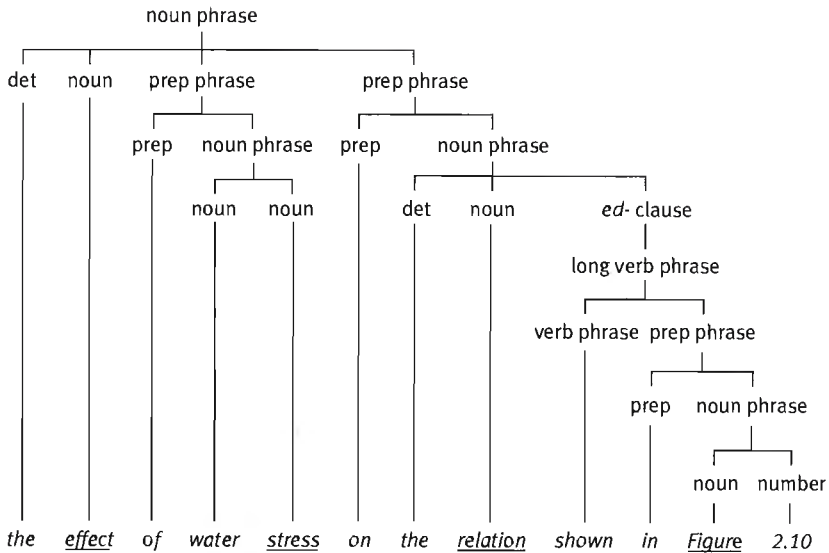 noun phrase
det noun prep phrase prep phrase
prep noun phrase prep noun phrase
noun noun det noun ed- clause
long verb phrase
verb phrase prep phrase
prep noun phrase
noun number
the effect of water stress on the relation shown in Figure 2.10